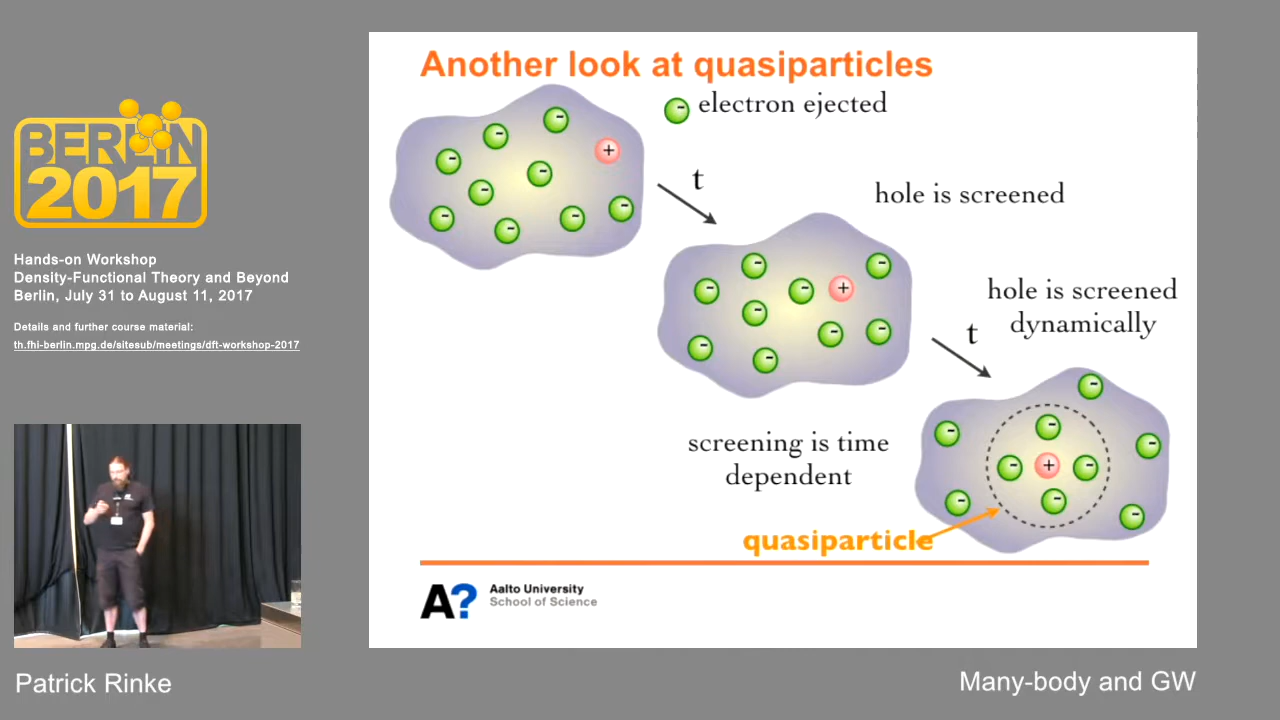 BERLIN
2017
Hands-on Workshop
Density-Functional Theory and Beyond
Berlin, July 31 to August 11, 2017
Details and further course material:
th.fhi-berlin.mpg.de/sitesub/meetings/dft-workshop-2017
Another look at quasiparticles
electron ejected
t
hole is screened
hole is screened
dynamically
t
screening is time
dependent
quasiparticle
A?
Aalto University
School of Science
Patrick Rinke
Many-body and GW